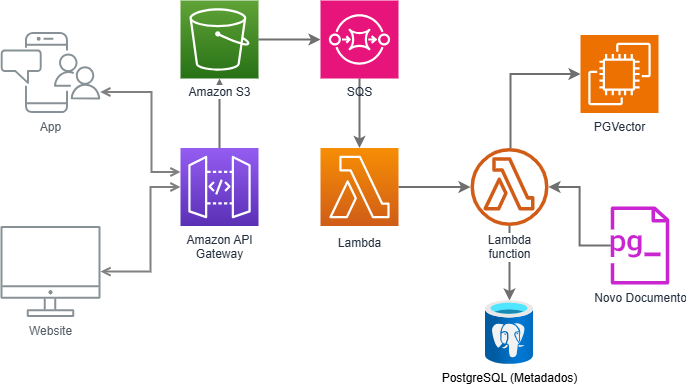 Amazon S3
SQS
App
PGVector
</>
Amazon API
Gateway
Lambda
Lambda
function
pg_
Novo Documento
Website
PostgreSQL (Metadados)